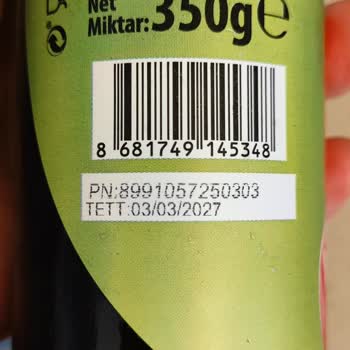 Net
Miktar: 350g℮
8 681749 145348
PN:8991057250303
TETT:03/03/2027